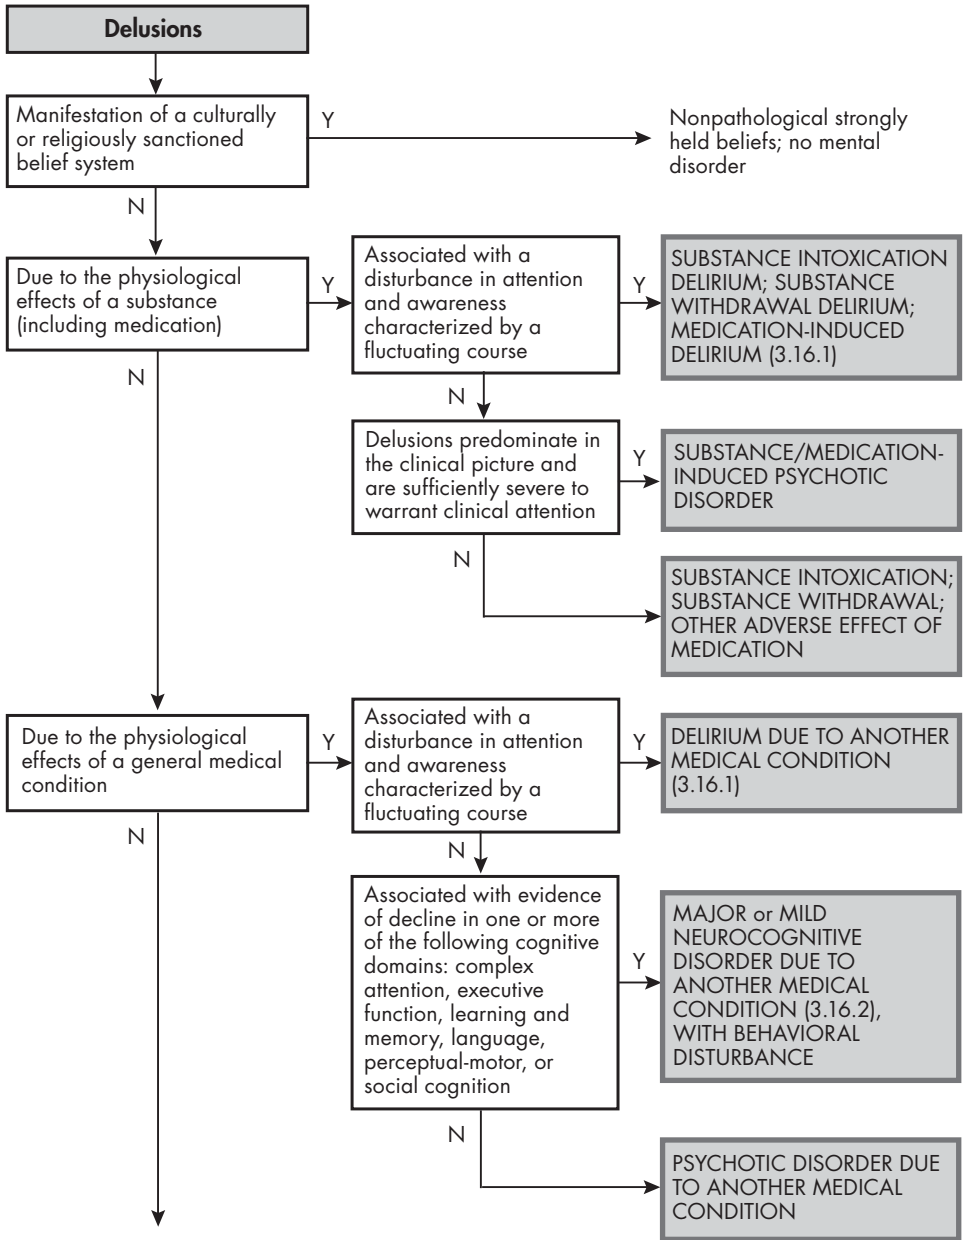 Delusions
Manifestation of a culturally
or religiously sanctioned
belief system
Y
Nonpathological strongly
held beliefs; no mental
disorder
N
Due to the physiological
effects of a substance
(including medication)
Y
Associated with a
disturbance in attention
and awareness
characterized by a
fluctuating course
Y
SUBSTANCE INTOXICATION
DELIRIUM; SUBSTANCE
WITHDRAWAL DELIRIUM;
MEDICATION-INDUCED
DELIRIUM (3.16.1)
N
N
Delusions predominate in
the clinical picture and
are sufficiently severe to
warrant clinical attention
Y
SUBSTANCE/MEDICATION-
INDUCED PSYCHOTIC
DISORDER
N
SUBSTANCE INTOXICATION;
SUBSTANCE WITHDRAWAL;
OTHER ADVERSE EFFECT OF
MEDICATION
Due to the physiological
effects of a general medical
condition
Y
Associated with a
disturbance in attention
and awareness
characterized by a
fluctuating course
Y
DELIRIUM DUE TO ANOTHER
MEDICAL CONDITION
(3.16.1)
N
N
Associated with evidence
of decline in one or more
of the following cognitive
domains: complex
attention, executive
function, learning and
memory, language,
perceptual-motor, or
social cognition
Y
MAJOR or MILD
NEUROCOGNITIVE
DISORDER DUE TO
ANOTHER MEDICAL
CONDITION (3.16.2),
WITH BEHAVIORAL
DISTURBANCE
N
PSYCHOTIC DISORDER DUE
TO ANOTHER MEDICAL
CONDITION